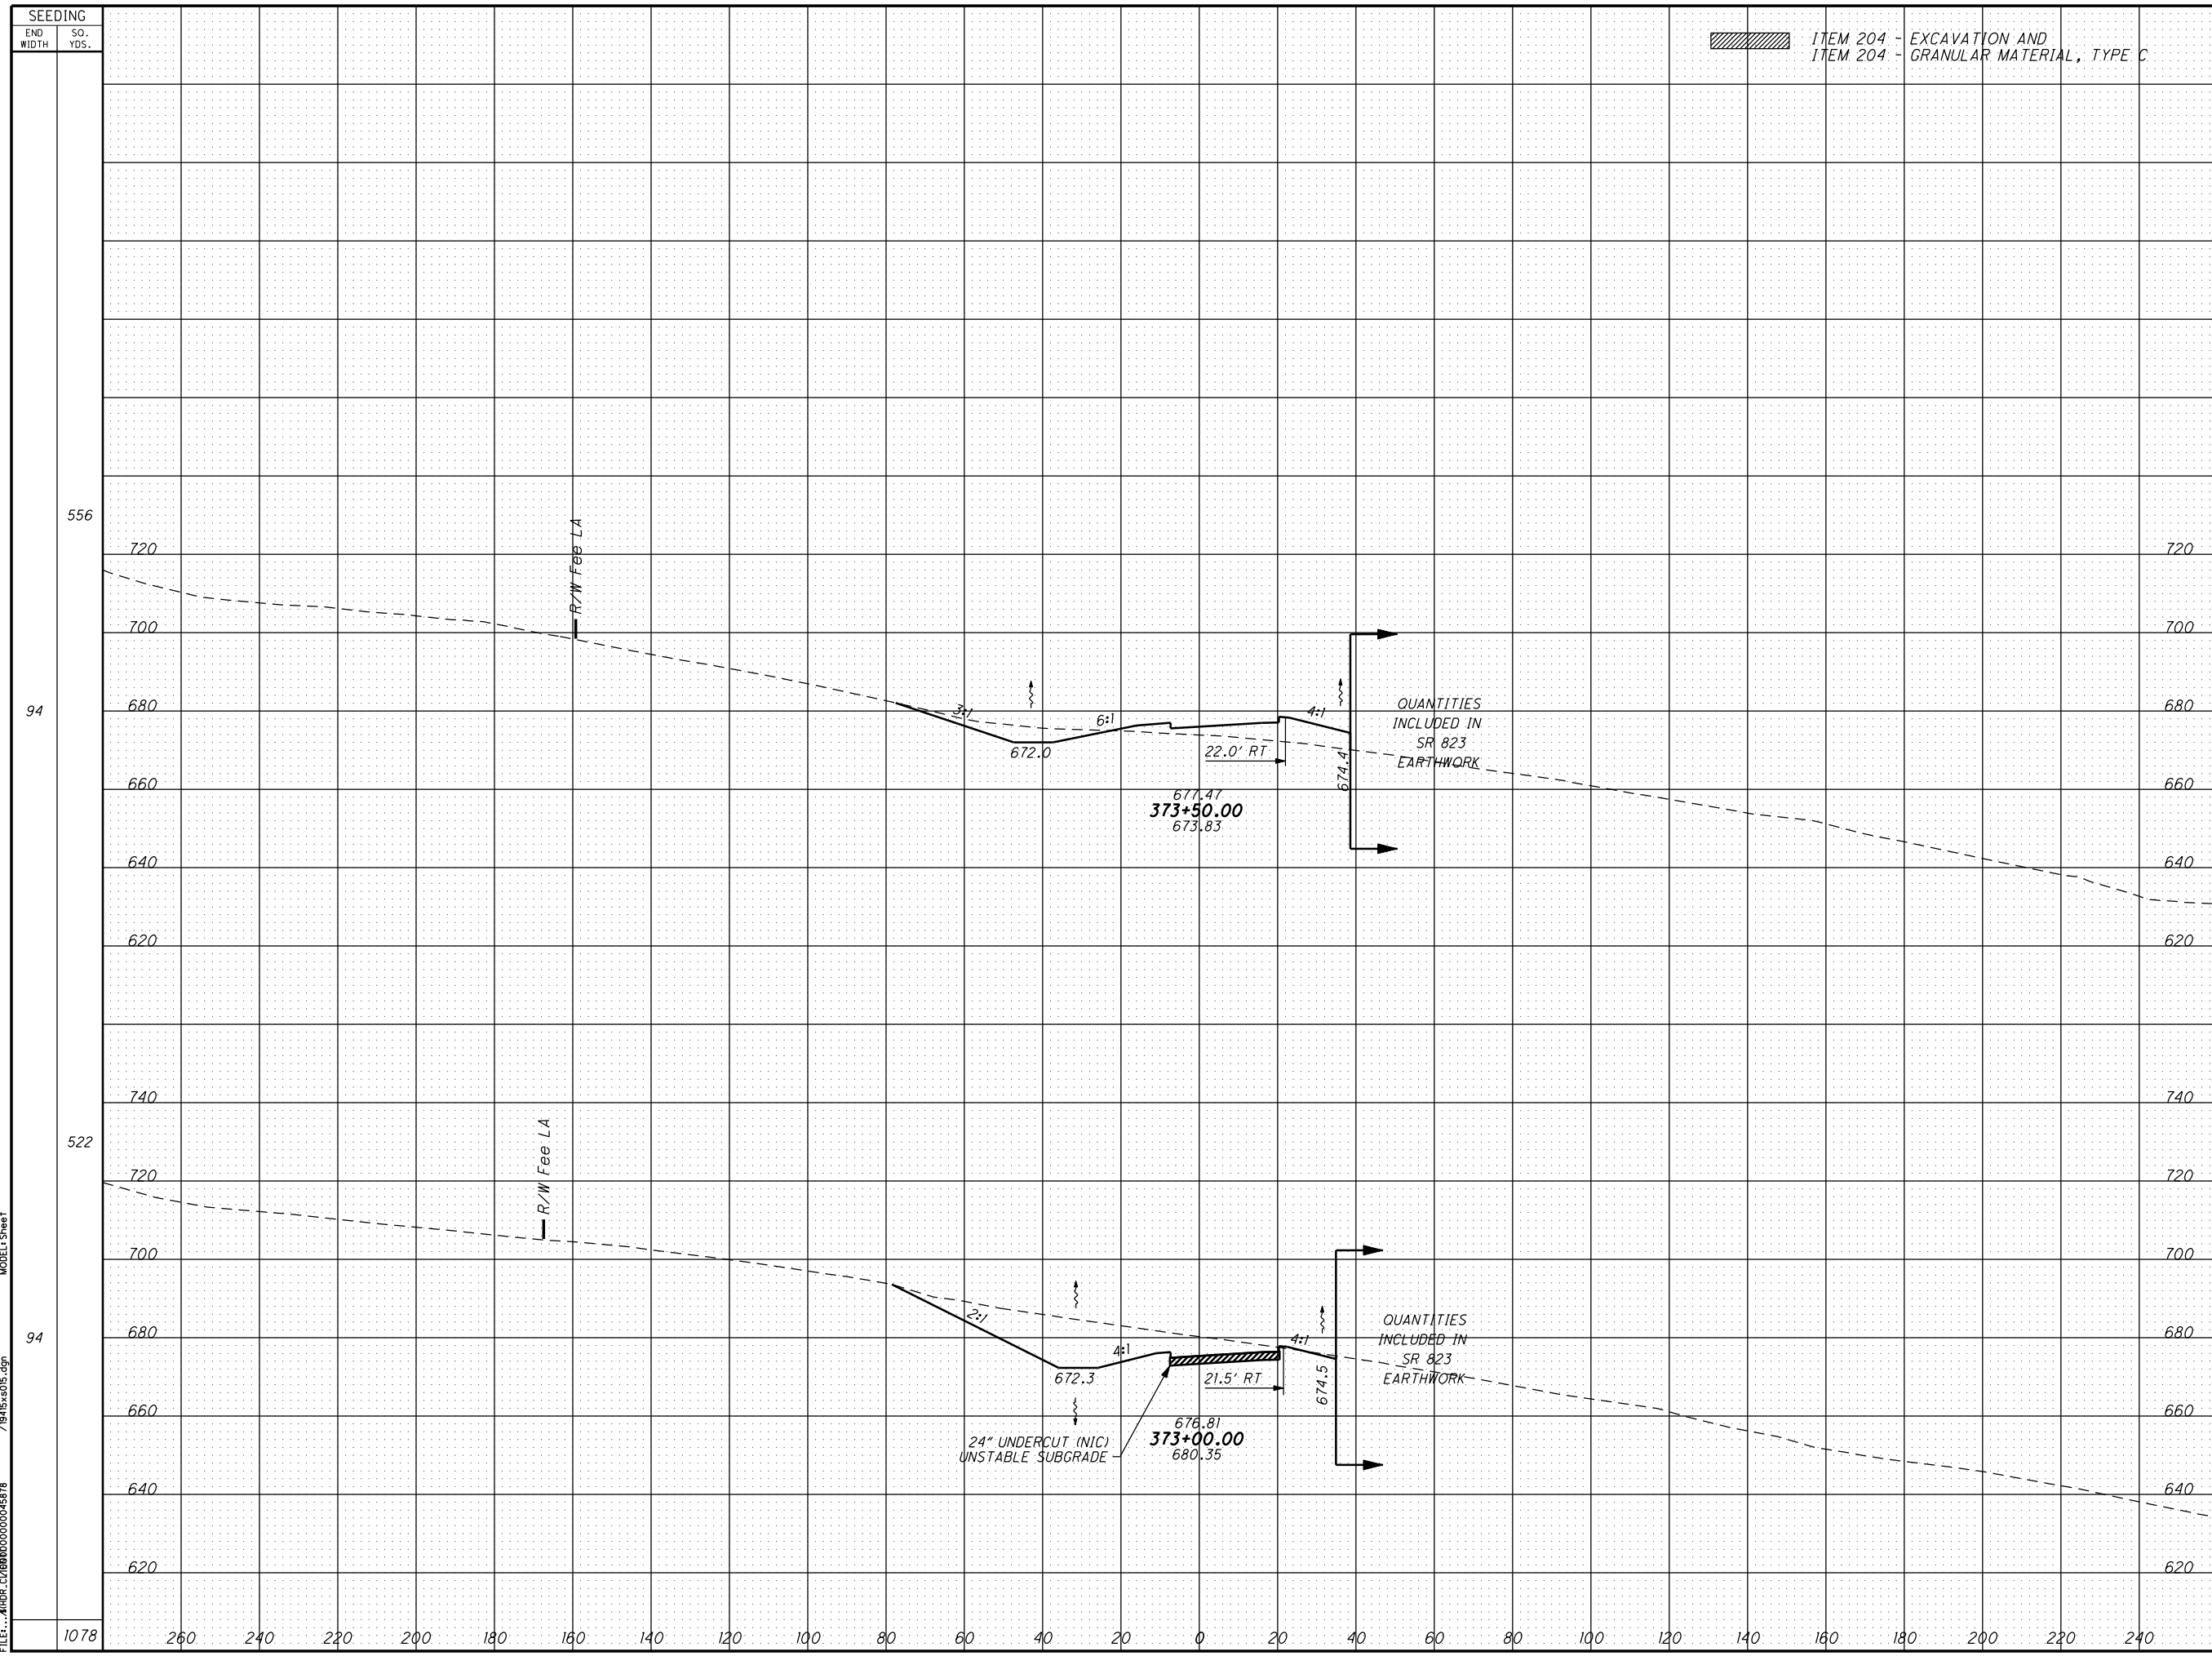 SEEDING
END WIDTH
SQ. YDS.
ITEM 204 - EXCAVATION AND
ITEM 204 - GRANULAR MATERIAL, TYPE C
556
R/W Fee LA
720 720
700 700
94
680 680
3:1
6:1
4:1
672.0
22.0' RT
674.4
QUANTITIES
INCLUDED IN
SR 823
EARTHWORK
660 660
677.47
373+50.00
673.83
640 640
620 620
740 740
522
R/W Fee LA
720 720
700 700
94
680 680
2:1
4:1
4:1
672.3
21.5' RT
674.5
QUANTITIES
INCLUDED IN
SR 823
EARTHWORK
660 660
24" UNDERCUT (NIC)
UNSTABLE SUBGRADE
676.81
373+00.00
680.35
640 640
620 620
1078
260 240 220 200 180 160 140 120 100 80 60 40 20 0 20 40 60 80 100 120 140 160 180 200 220 240
MODEL: Sheet